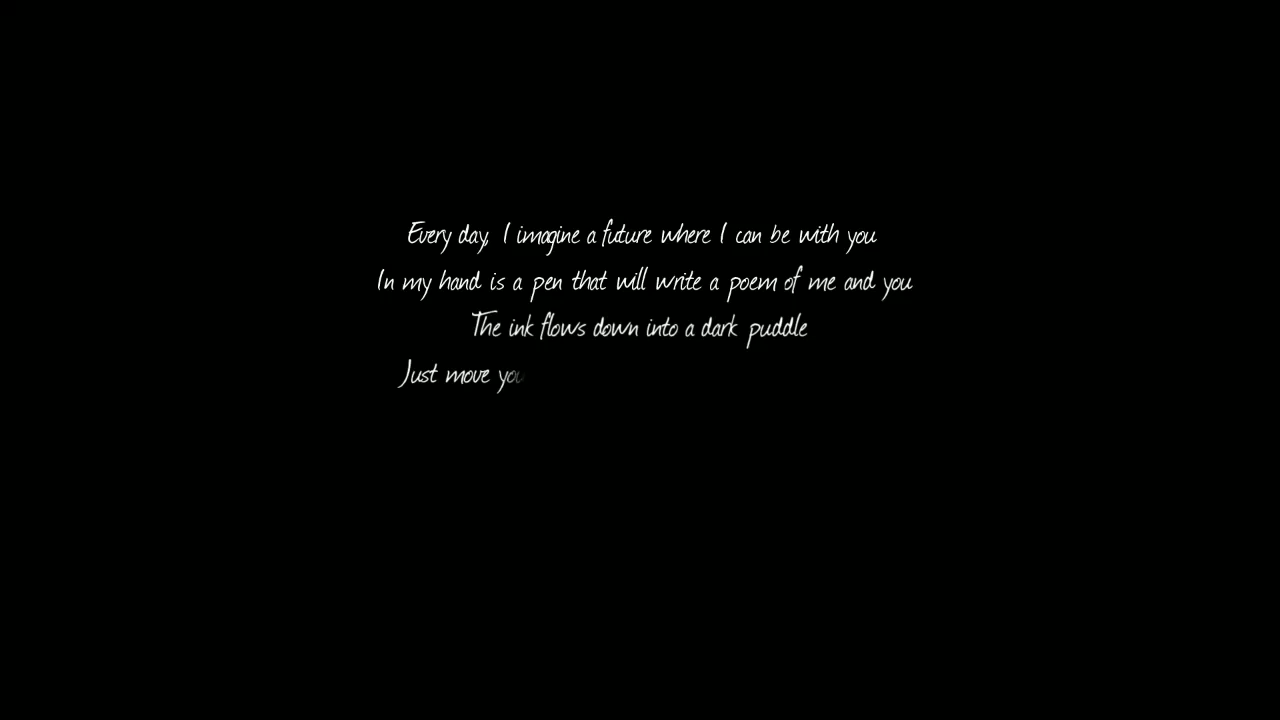 Every day, I imagine a future where I can be with you
In my hand is a pen that will write a poem of me and you
The ink flows down into a dark puddle
Just move you